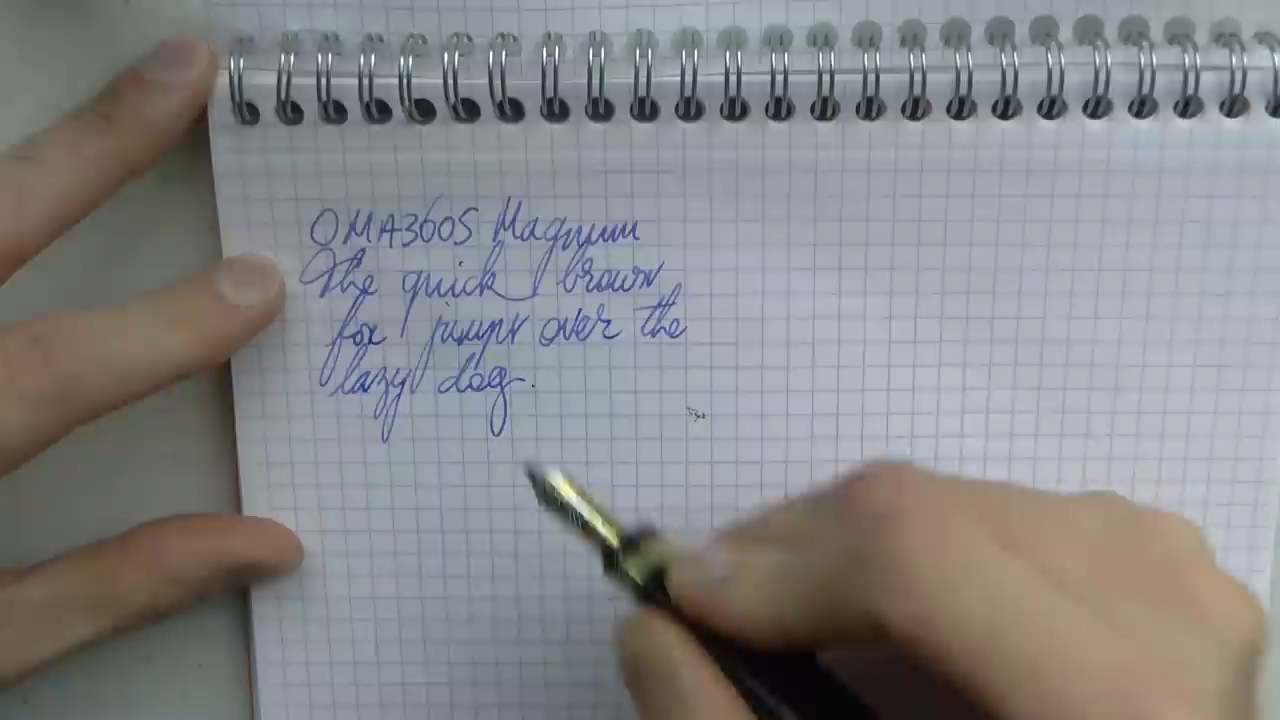 OMA360S Magnum
The quick brown
fox jumps over the
lazy dog.